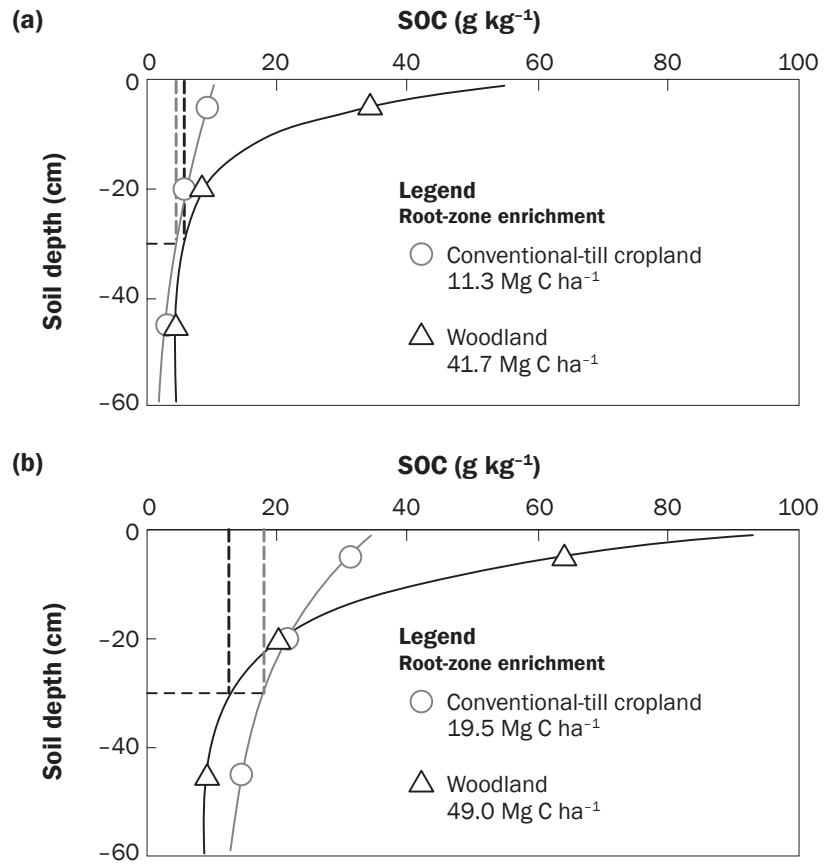 (a)
SOC (g kg⁻¹)
0 20 40 60 80 100
Soil depth (cm)
0
–20
–40
–60
Legend
Root-zone enrichment
Conventional-till cropland
11.3 Mg C ha⁻¹
Woodland
41.7 Mg C ha⁻¹
(b)
SOC (g kg⁻¹)
0 20 40 60 80 100
Soil depth (cm)
0
–20
–40
–60
Legend
Root-zone enrichment
Conventional-till cropland
19.5 Mg C ha⁻¹
Woodland
49.0 Mg C ha⁻¹